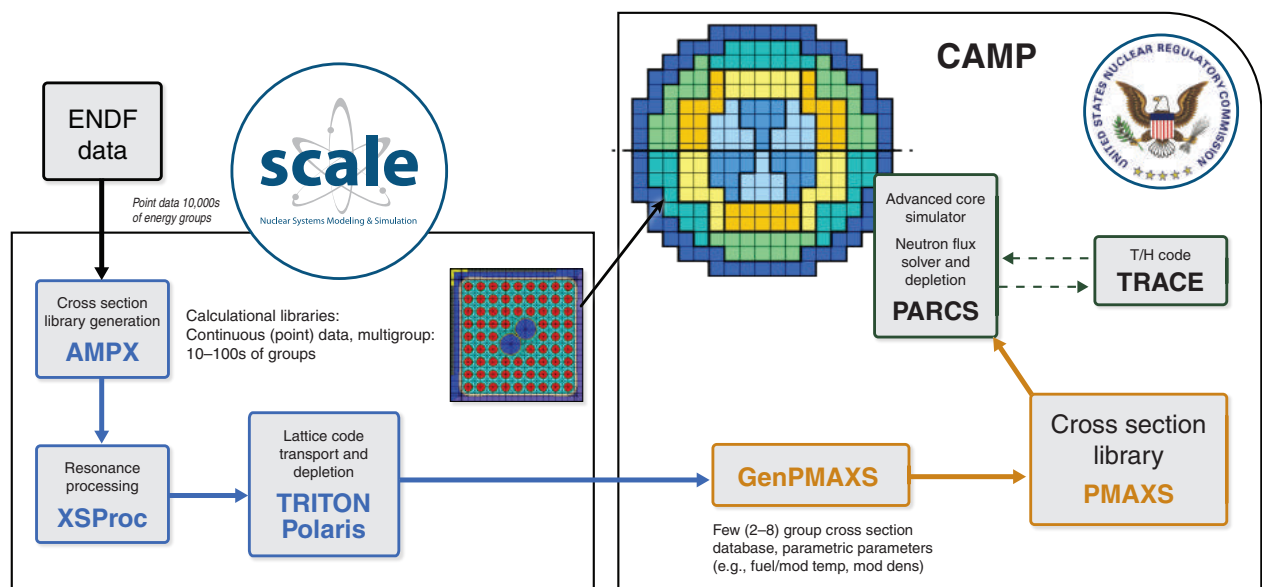 ENDF
data
Point data 10,000s
of energy groups
scale
Nuclear Systems Modeling & Simulation
Cross section
library generation
AMPX
Calculational libraries:
Continuous (point) data, multigroup:
10–100s of groups
Resonance
processing
XSProc
Lattice code
transport and
depletion
TRITON
Polaris
CAMP
UNITED STATES NUCLEAR REGULATORY COMMISSION
Advanced core
simulator
Neutron flux
solver and
depletion
PARCS
T/H code
TRACE
GenPMAXS
Few (2–8) group cross section
database, parametric parameters
(e.g., fuel/mod temp, mod dens)
Cross section
library
PMAXS